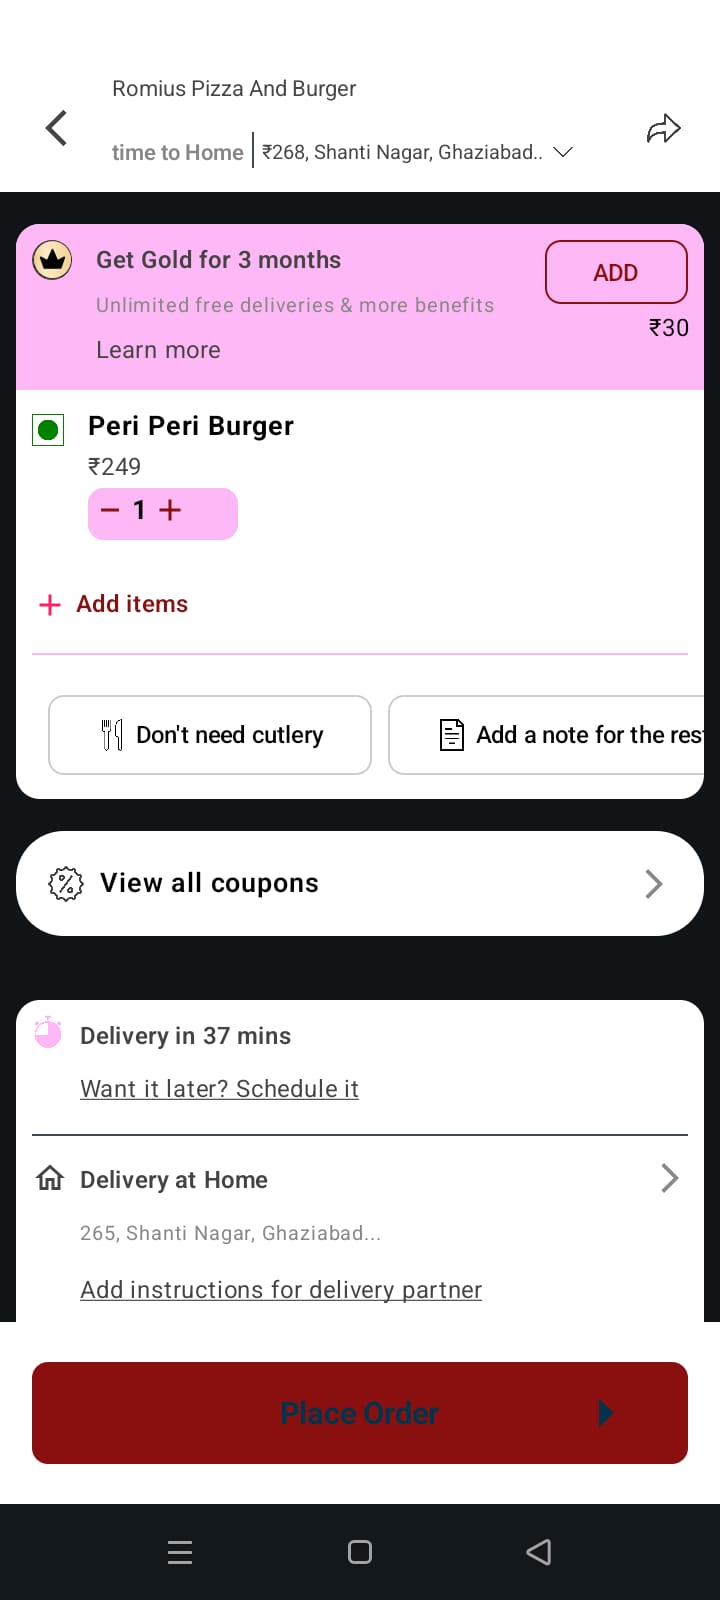 Romius Pizza And Burger
time to Home | ₹268, Shanti Nagar, Ghaziabad..
Get Gold for 3 months
ADD
Unlimited free deliveries & more benefits
₹30
Learn more
Peri Peri Burger
₹249
− 1 +
+ Add items
Don't need cutlery
Add a note for the res
View all coupons
Delivery in 37 mins
Want it later? Schedule it
Delivery at Home
265, Shanti Nagar, Ghaziabad...
Add instructions for delivery partner
Place Order